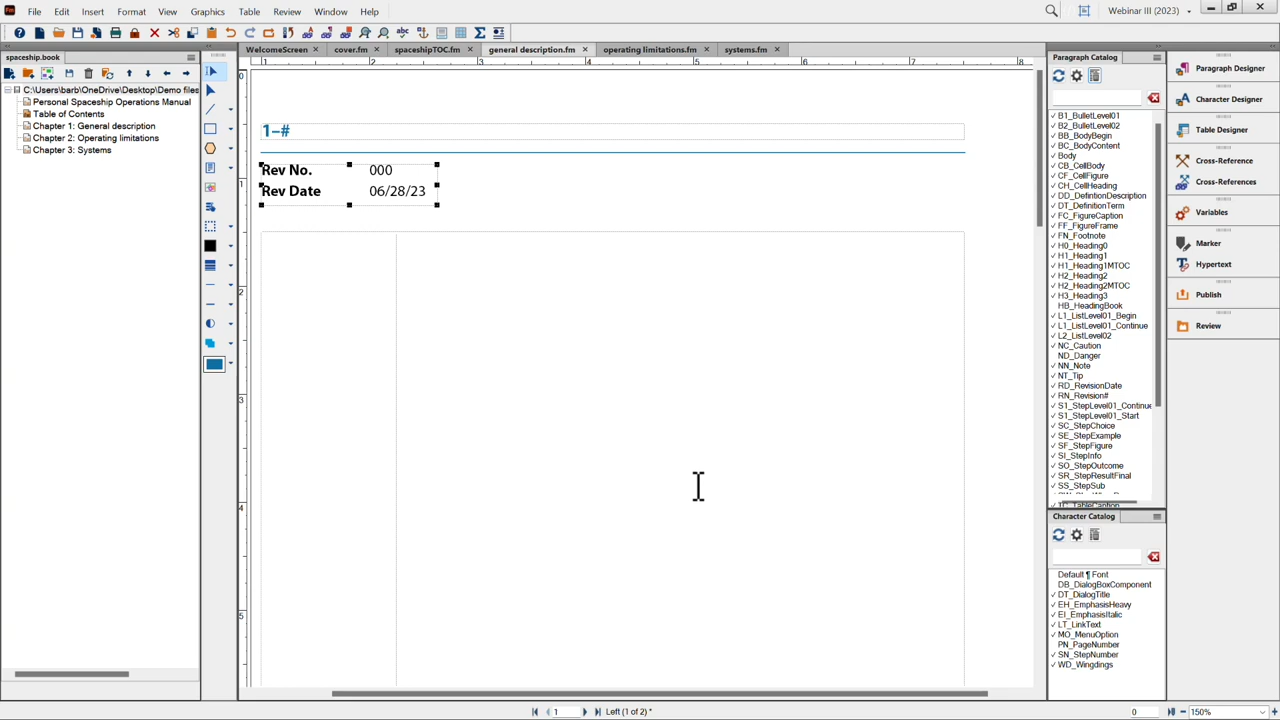 File Edit Insert Format View Graphics Table Review Window Help
Webinar III (2023)
spaceship.book
WelcomeScreen cover.fm spaceshipTOC.fm general description.fm operating limitations.fm systems.fm
C:\Users\barb\OneDrive\Desktop\Demo files
Personal Spaceship Operations Manual
Table of Contents
Chapter 1: General description
Chapter 2: Operating limitations
Chapter 3: Systems
1–#
Rev No. 000
Rev Date 06/28/23
Paragraph Catalog
B1_BulletLevel01
B2_BulletLevel02
BB_BodyBegin
BC_BodyContent
Body
CB_CellBody
CF_CellFigure
CH_CellHeading
DD_DefintionDescription
DT_DefinitionTerm
FC_FigureCaption
FF_FigureFrame
FN_Footnote
H0_Heading0
H1_Heading1
H1_Heading1MTOC
H2_Heading2
H2_Heading2MTOC
H3_Heading3
HB_HeadingBook
L1_ListLevel01_Begin
L1_ListLevel01_Continue
L2_ListLevel02
NC_Caution
ND_Danger
NN_Note
NT_Tip
RD_RevisionDate
RN_Revision#
S1_StepLevel01_Continue
S1_StepLevel01_Start
SC_StepChoice
SE_StepExample
SF_StepFigure
SI_StepInfo
SO_StepOutcome
SR_StepResultFinal
SS_StepSub
TC_TableCaption
Character Catalog
Default ¶ Font
DB_DialogBoxComponent
DT_DialogTitle
EH_EmphasisHeavy
EI_EmphasisItalic
LT_LinkText
MO_MenuOption
PN_PageNumber
SN_StepNumber
WD_Wingdings
Paragraph Designer
Character Designer
Table Designer
Cross-Reference
Cross-References
Variables
Marker
Hypertext
Publish
Review
1 Left (1 of 2) * 0 150%